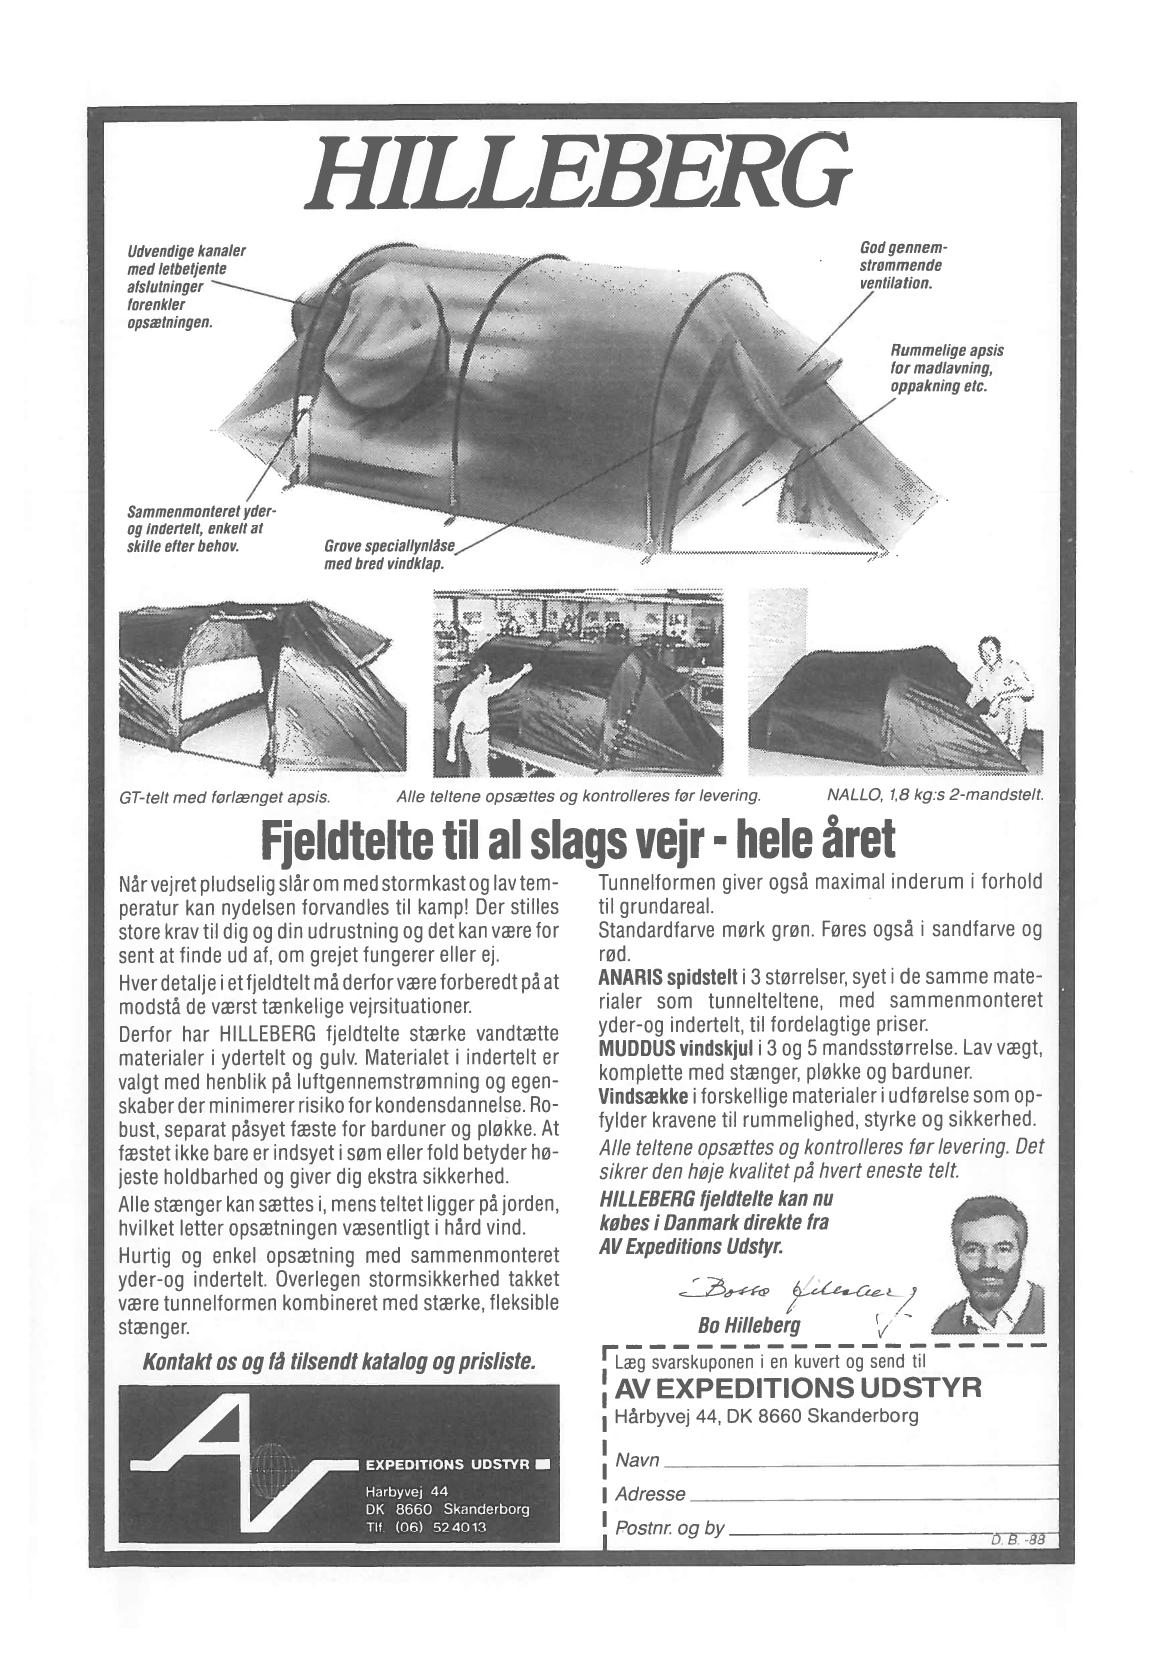 HILLEBERG
Udvendige kanaler
med letbetjente
afslutninger
forenkler
opsætningen.
God gennem-
strømmende
ventilation.
Rummelige apsis
for madlavning,
oppakning etc.
Sammenmonteret yder-
og indertelt, enkelt at
skille efter behov.
Grove speciallynlåse
med bred vindklap.
GT-telt med førlænget apsis.
Alle teltene opsættes og kontrolleres før levering.
NALLO, 1,8 kg:s 2-mandstelt.
Fjeldtelte til al slags vejr - hele året
Når vejret pludselig slår om med stormkast og lav tem-
peratur kan nydelsen forvandles til kamp! Der stilles
store krav til dig og din udrustning og det kan være for
sent at finde ud af, om grejet fungerer eller ej.
Hver detalje i et fjeldtelt må derfor være forberedt på at
modstå de værst tænkelige vejrsituationer.
Derfor har HILLEBERG fjeldtelte stærke vandtætte
materialer i ydertelt og gulv. Materialet i indertelt er
valgt med henblik på luftgennemstrømning og egen-
skaber der minimerer risiko for kondensdannelse. Ro-
bust, separat påsyet fæste for barduner og pløkke. At
fæstet ikke bare er indsyet i søm eller fold betyder hø-
jeste holdbarhed og giver dig ekstra sikkerhed.
Alle stænger kan sættes i, mens teltet ligger på jorden,
hvilket letter opsætningen væsentligt i hård vind.
Hurtig og enkel opsætning med sammenmonteret
yder-og indertelt. Overlegen stormsikkerhed takket
være tunnelformen kombineret med stærke, fleksible
stænger.
Kontakt os og få tilsendt katalog og prisliste.
AV
EXPEDITIONS UDSTYR
Harbyvej 44
DK 8660 Skanderborg
Tlf. (06) 524013
Tunnelformen giver også maximal inderum i forhold
til grundareal.
Standardfarve mørk grøn. Føres også i sandfarve og
rød.
ANARIS spidstelt i 3 størrelser, syet i de samme mate-
rialer som tunnelteltene, med sammenmonteret
yder-og indertelt, til fordelagtige priser.
MUDDUS vindskjul i 3 og 5 mandsstørrelse. Lav vægt,
komplette med stænger, pløkke og barduner.
Vindsække i forskellige materialer i udførelse som op-
fylder kravene til rummelighed, styrke og sikkerhed.
Alle teltene opsættes og kontrolleres før levering. Det
sikrer den høje kvalitet på hvert eneste telt.
HILLEBERG fjeldtelte kan nu
købes i Danmark direkte fra
AV Expeditions Udstyr.
Bo Hilleberg
Læg svarskuponen i en kuvert og send til
AV EXPEDITIONS UDSTYR
Hårbyvej 44, DK 8660 Skanderborg
Navn
Adresse
Postnr. og by
D. B. -88